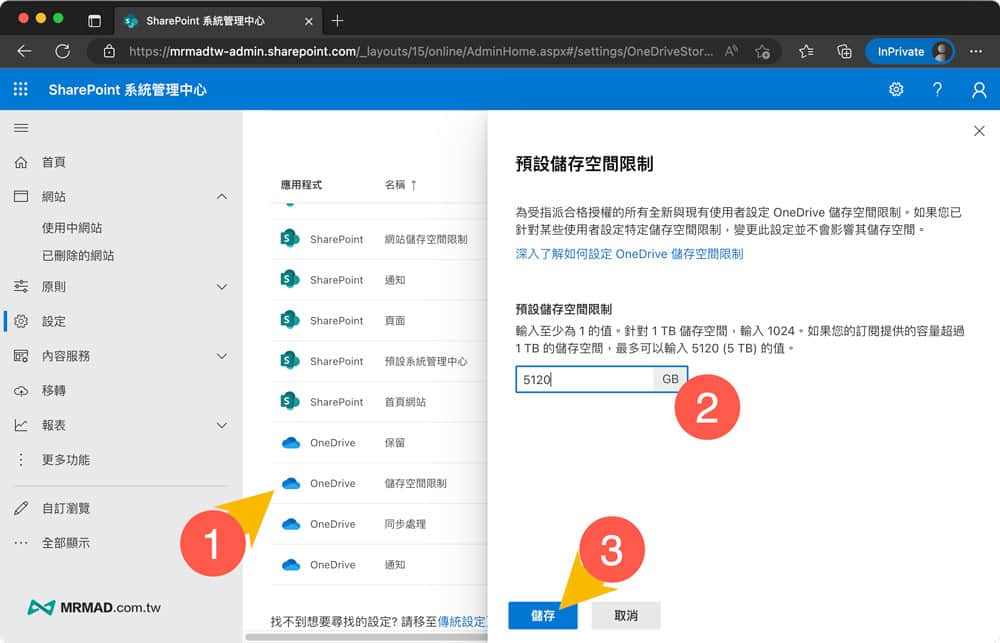 SharePoint 系統管理中心
https://mrmadtw-admin.sharepoint.com/_layouts/15/online/AdminHome.aspx#/settings/OneDriveStor...
InPrivate
SharePoint 系統管理中心
首頁
網站
使用中網站
已刪除的網站
原則
設定
內容服務
移轉
報表
更多功能
自訂瀏覽
全部顯示
MRMAD.com.tw
應用程式 名稱 ↑
SharePoint 網站儲存空間限制
SharePoint 通知
SharePoint 頁面
SharePoint 預設系統管理中心
SharePoint 首頁網站
OneDrive 保留
OneDrive 儲存空間限制
OneDrive 同步處理
OneDrive 通知
找不到想要尋找的設定? 請移至傳統設定
1
預設儲存空間限制
為受指派合格授權的所有全新與現有使用者設定 OneDrive 儲存空間限制。如果您已
針對某些使用者設定特定儲存空間限制，變更此設定並不會影響其儲存空間。
深入了解如何設定 OneDrive 儲存空間限制
預設儲存空間限制
輸入至少為 1 的值。針對 1 TB 儲存空間，輸入 1024。如果您的訂閱提供的容量超過
1 TB 的儲存空間，最多可以輸入 5120 (5 TB) 的值。
5120 GB
2
3
儲存 取消